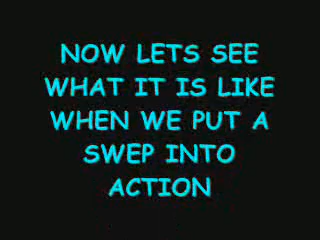 NOW LETS SEE
WHAT IT IS LIKE
WHEN WE PUT A
SWEP INTO
ACTION